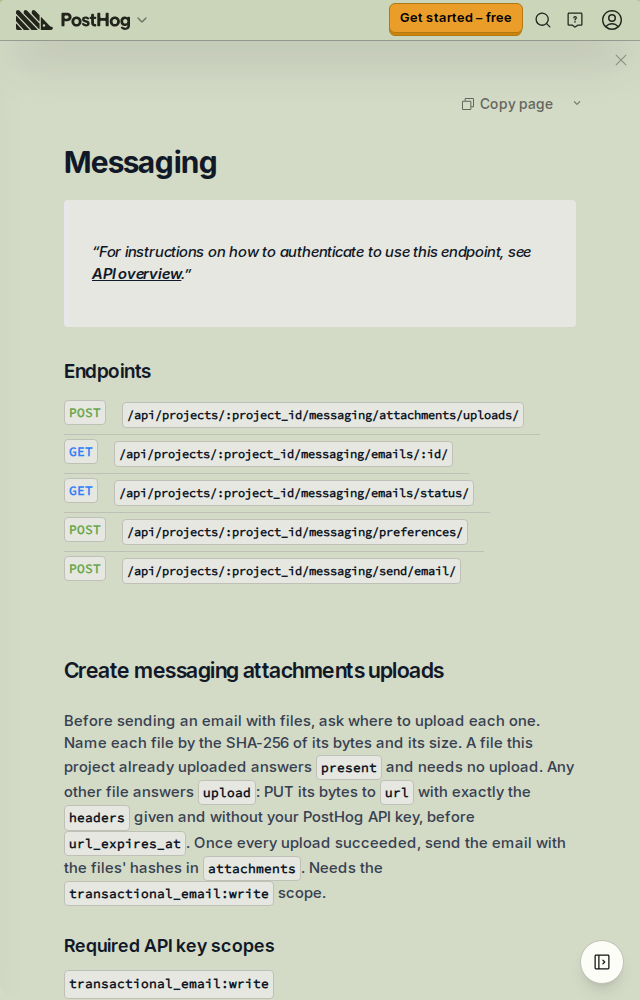 PostHog
Get started – free
Copy page
Messaging
“For instructions on how to authenticate to use this endpoint, see
API overview.”
Endpoints
POST /api/projects/:project_id/messaging/attachments/uploads/
GET /api/projects/:project_id/messaging/emails/:id/
GET /api/projects/:project_id/messaging/emails/status/
POST /api/projects/:project_id/messaging/preferences/
POST /api/projects/:project_id/messaging/send/email/
Create messaging attachments uploads
Before sending an email with files, ask where to upload each one.
Name each file by the SHA-256 of its bytes and its size. A file this
project already uploaded answers present and needs no upload. Any
other file answers upload: PUT its bytes to url with exactly the
headers given and without your PostHog API key, before
url_expires_at. Once every upload succeeded, send the email with
the files' hashes in attachments. Needs the
transactional_email:write scope.
Required API key scopes
transactional_email:write